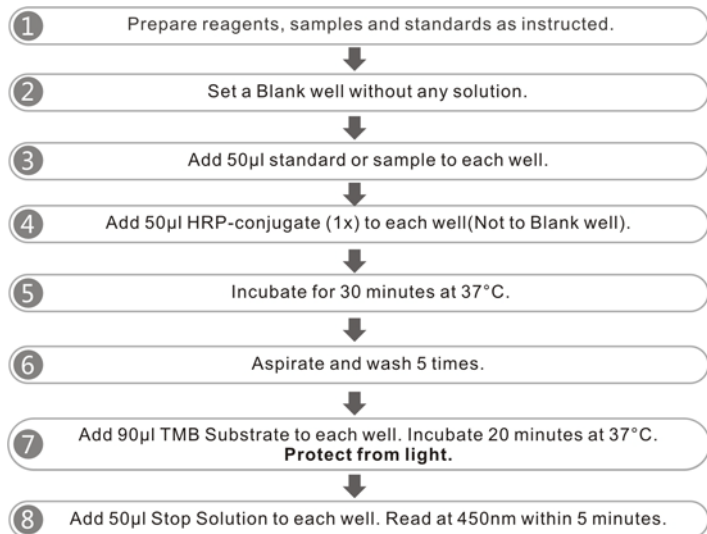 1 Prepare reagents, samples and standards as instructed.
2 Set a Blank well without any solution.
3 Add 50µl standard or sample to each well.
4 Add 50µl HRP-conjugate (1x) to each well(Not to Blank well).
5 Incubate for 30 minutes at 37°C.
6 Aspirate and wash 5 times.
7 Add 90µl TMB Substrate to each well. Incubate 20 minutes at 37°C.
Protect from light.
8 Add 50µl Stop Solution to each well. Read at 450nm within 5 minutes.